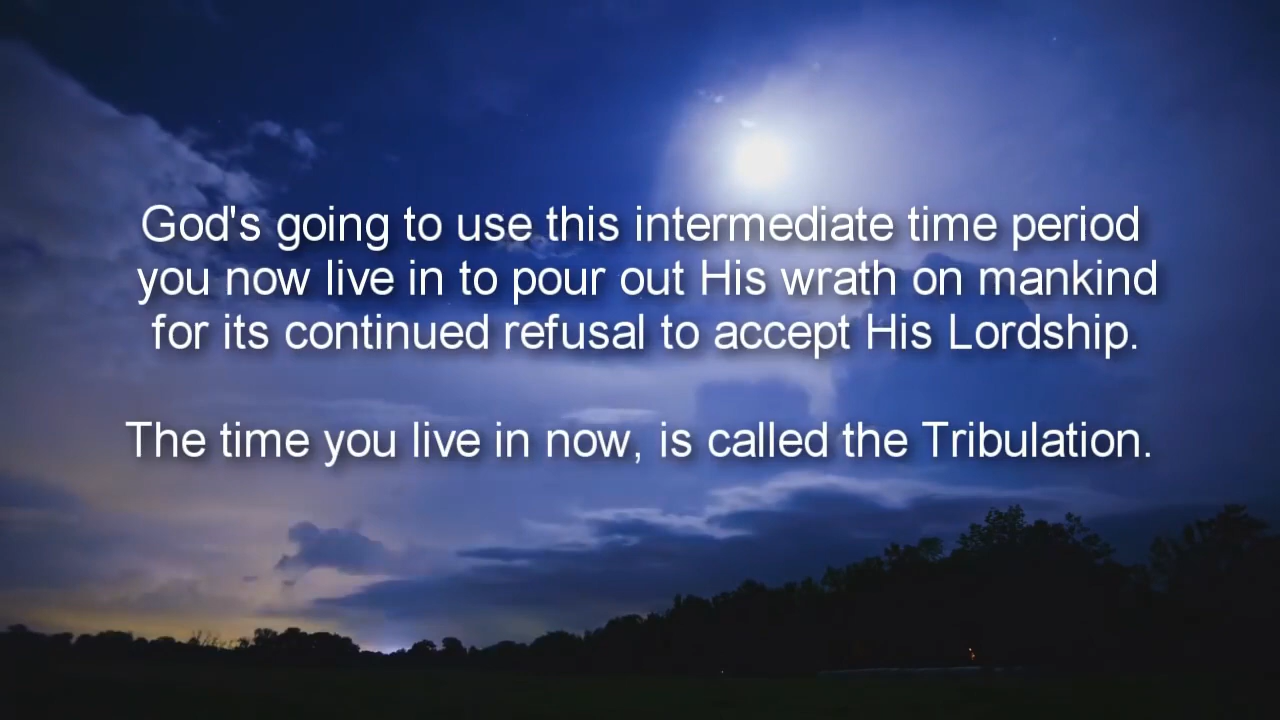 God's going to use this intermediate time period
you now live in to pour out His wrath on mankind
for its continued refusal to accept His Lordship.
The time you live in now, is called the Tribulation.